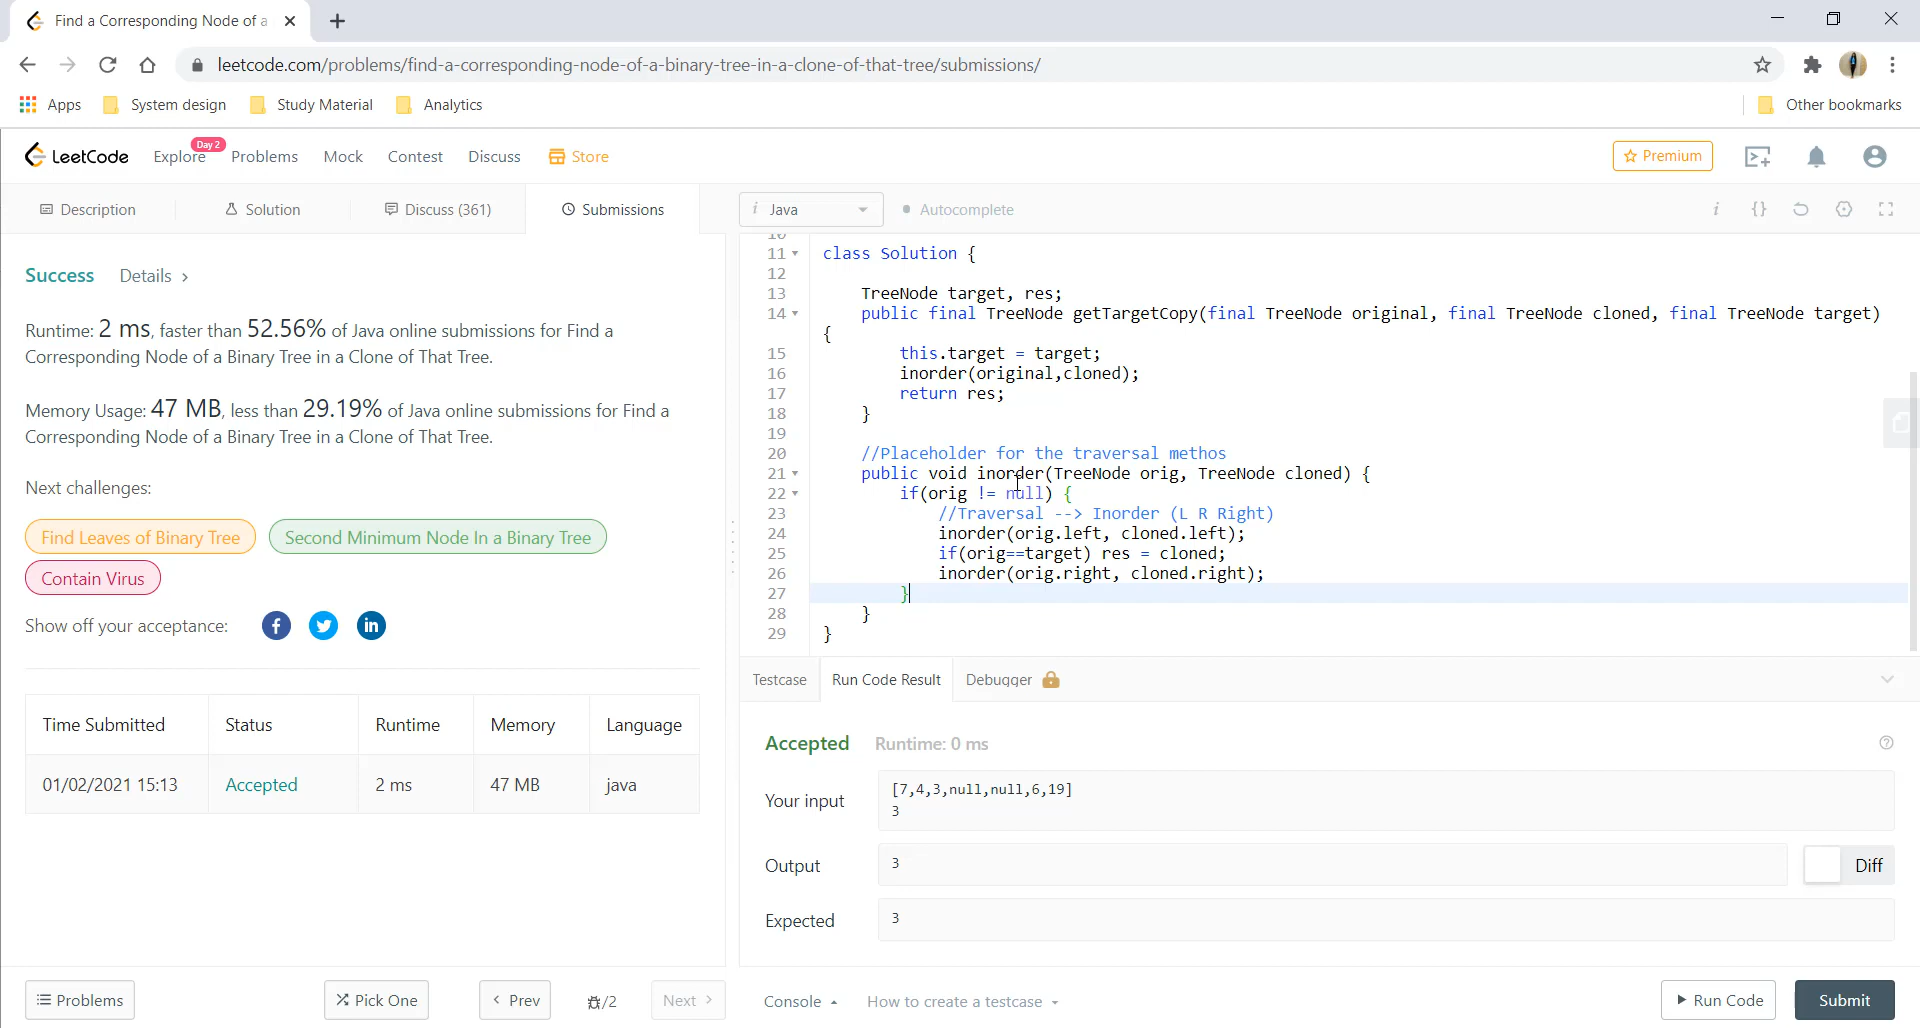 Find a Corresponding Node of a
leetcode.com/problems/find-a-corresponding-node-of-a-binary-tree-in-a-clone-of-that-tree/submissions/
Apps System design Study Material Analytics Other bookmarks
LeetCode Explore Day 2 Problems Mock Contest Discuss Store Premium
Description Solution Discuss (361) Submissions
i Java Autocomplete
Success Details >
Runtime: 2 ms, faster than 52.56% of Java online submissions for Find a
Corresponding Node of a Binary Tree in a Clone of That Tree.
Memory Usage: 47 MB, less than 29.19% of Java online submissions for Find a
Corresponding Node of a Binary Tree in a Clone of That Tree.
Next challenges:
Find Leaves of Binary Tree Second Minimum Node In a Binary Tree
Contain Virus
Show off your acceptance:
Time Submitted Status Runtime Memory Language
01/02/2021 15:13 Accepted 2 ms 47 MB java
Problems Pick One < Prev /2 Next >
10
11 class Solution {
12
13 TreeNode target, res;
14 public final TreeNode getTargetCopy(final TreeNode original, final TreeNode cloned, final TreeNode target)
{
15 this.target = target;
16 inorder(original,cloned);
17 return res;
18 }
19
20 //Placeholder for the traversal methos
21 public void inorder(TreeNode orig, TreeNode cloned) {
22 if(orig != null) {
23 //Traversal --> Inorder (L R Right)
24 inorder(orig.left, cloned.left);
25 if(orig==target) res = cloned;
26 inorder(orig.right, cloned.right);
27 }
28 }
29 }
Testcase Run Code Result Debugger
Accepted Runtime: 0 ms
Your input
[7,4,3,null,null,6,19]
3
Output 3 Diff
Expected 3
Console How to create a testcase Run Code Submit